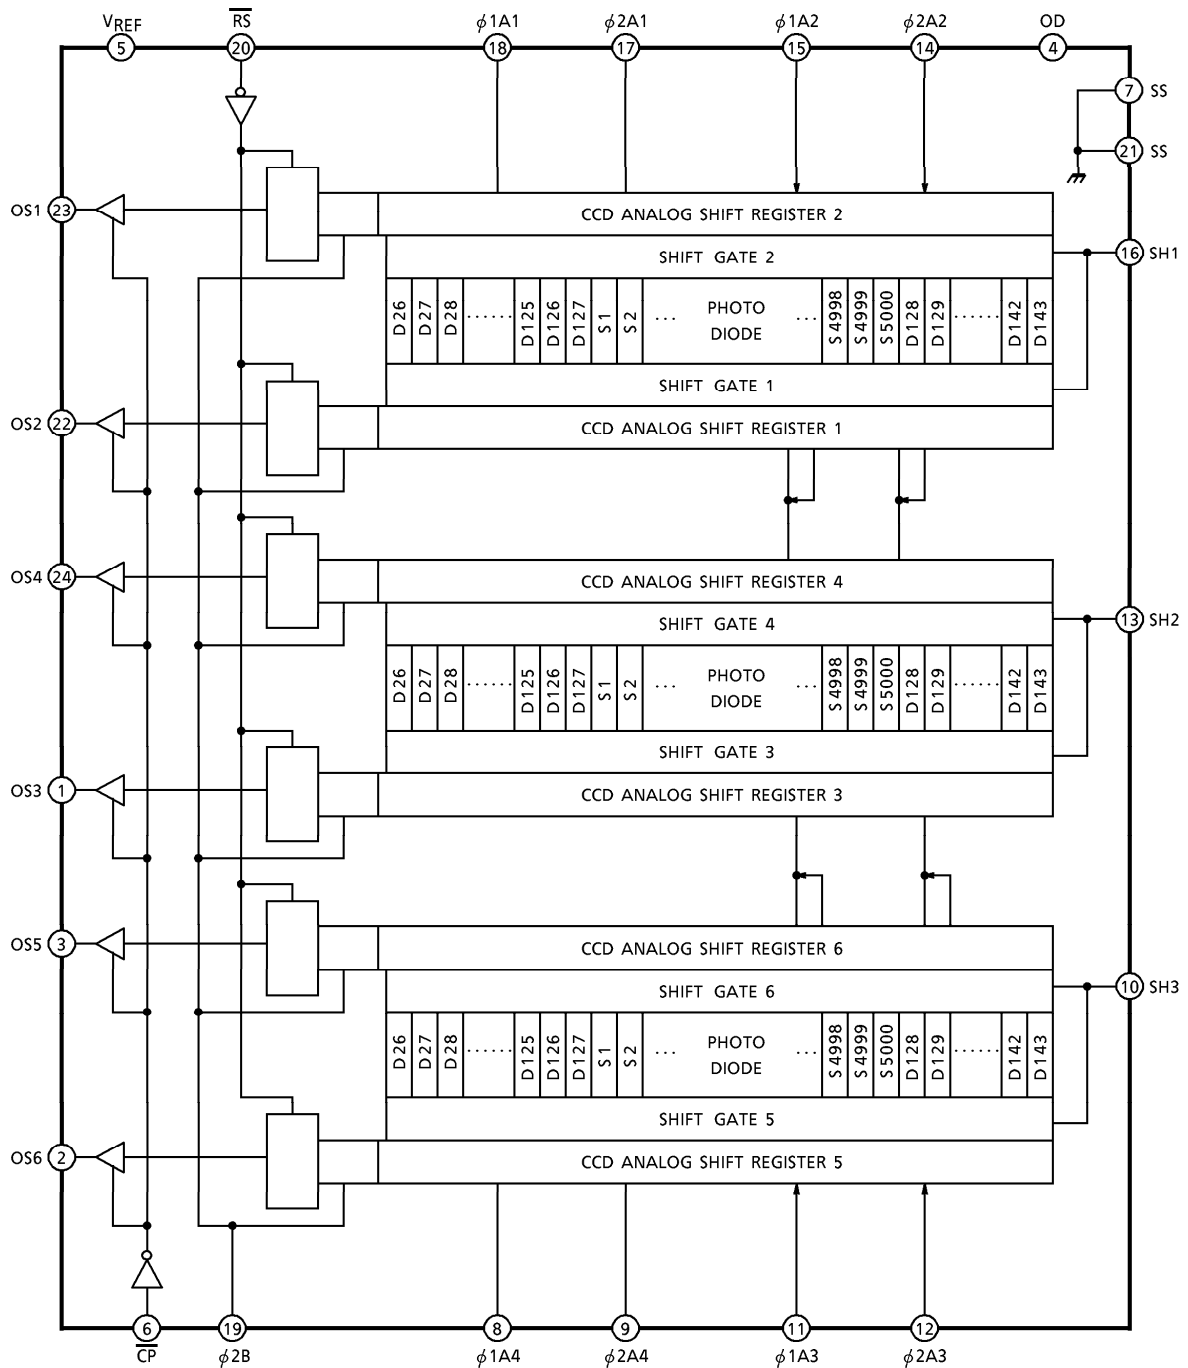 VREF RS ϕ1A1 ϕ2A1 ϕ1A2 ϕ2A2 OD
5 20 18 17 15 14 4
7 SS
21 SS
OS1 23
CCD ANALOG SHIFT REGISTER 2
SHIFT GATE 2
16 SH1
D26 D27 D28 ...... D125 D126 D127 S1 S2 ... PHOTO DIODE ... S4998 S4999 S5000 D128 D129 ...... D142 D143
SHIFT GATE 1
OS2 22
CCD ANALOG SHIFT REGISTER 1
OS4 24
CCD ANALOG SHIFT REGISTER 4
SHIFT GATE 4
13 SH2
D26 D27 D28 ...... D125 D126 D127 S1 S2 ... PHOTO DIODE ... S4998 S4999 S5000 D128 D129 ...... D142 D143
SHIFT GATE 3
OS3 1
CCD ANALOG SHIFT REGISTER 3
OS5 3
CCD ANALOG SHIFT REGISTER 6
SHIFT GATE 6
10 SH3
D26 D27 D28 ...... D125 D126 D127 S1 S2 ... PHOTO DIODE ... S4998 S4999 S5000 D128 D129 ...... D142 D143
SHIFT GATE 5
OS6 2
CCD ANALOG SHIFT REGISTER 5
6 19 8 9 11 12
CP ϕ2B ϕ1A4 ϕ2A4 ϕ1A3 ϕ2A3